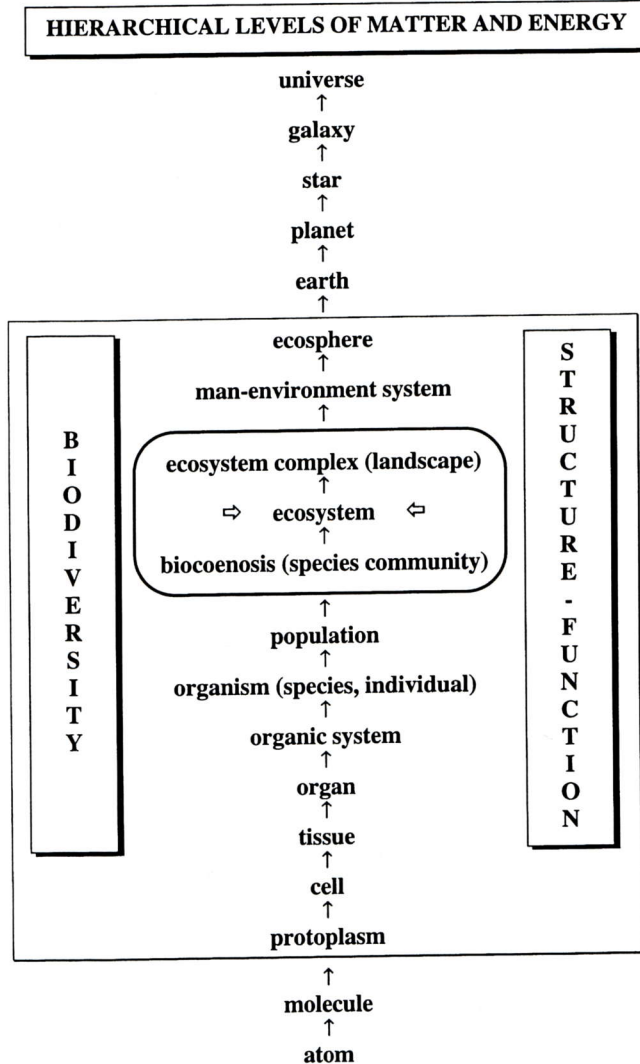 HIERARCHICAL LEVELS OF MATTER AND ENERGY
universe
↑
galaxy
↑
star
↑
planet
↑
earth
↑
ecosphere
↑
man-environment system
↑
ecosystem complex (landscape)
↑
⇨ ecosystem ⇦
↑
biocoenosis (species community)
↑
population
↑
organism (species, individual)
↑
organic system
↑
organ
↑
tissue
↑
cell
↑
protoplasm
↑
molecule
↑
atom
BIODIVERSITY
STRUCTURE-FUNCTION